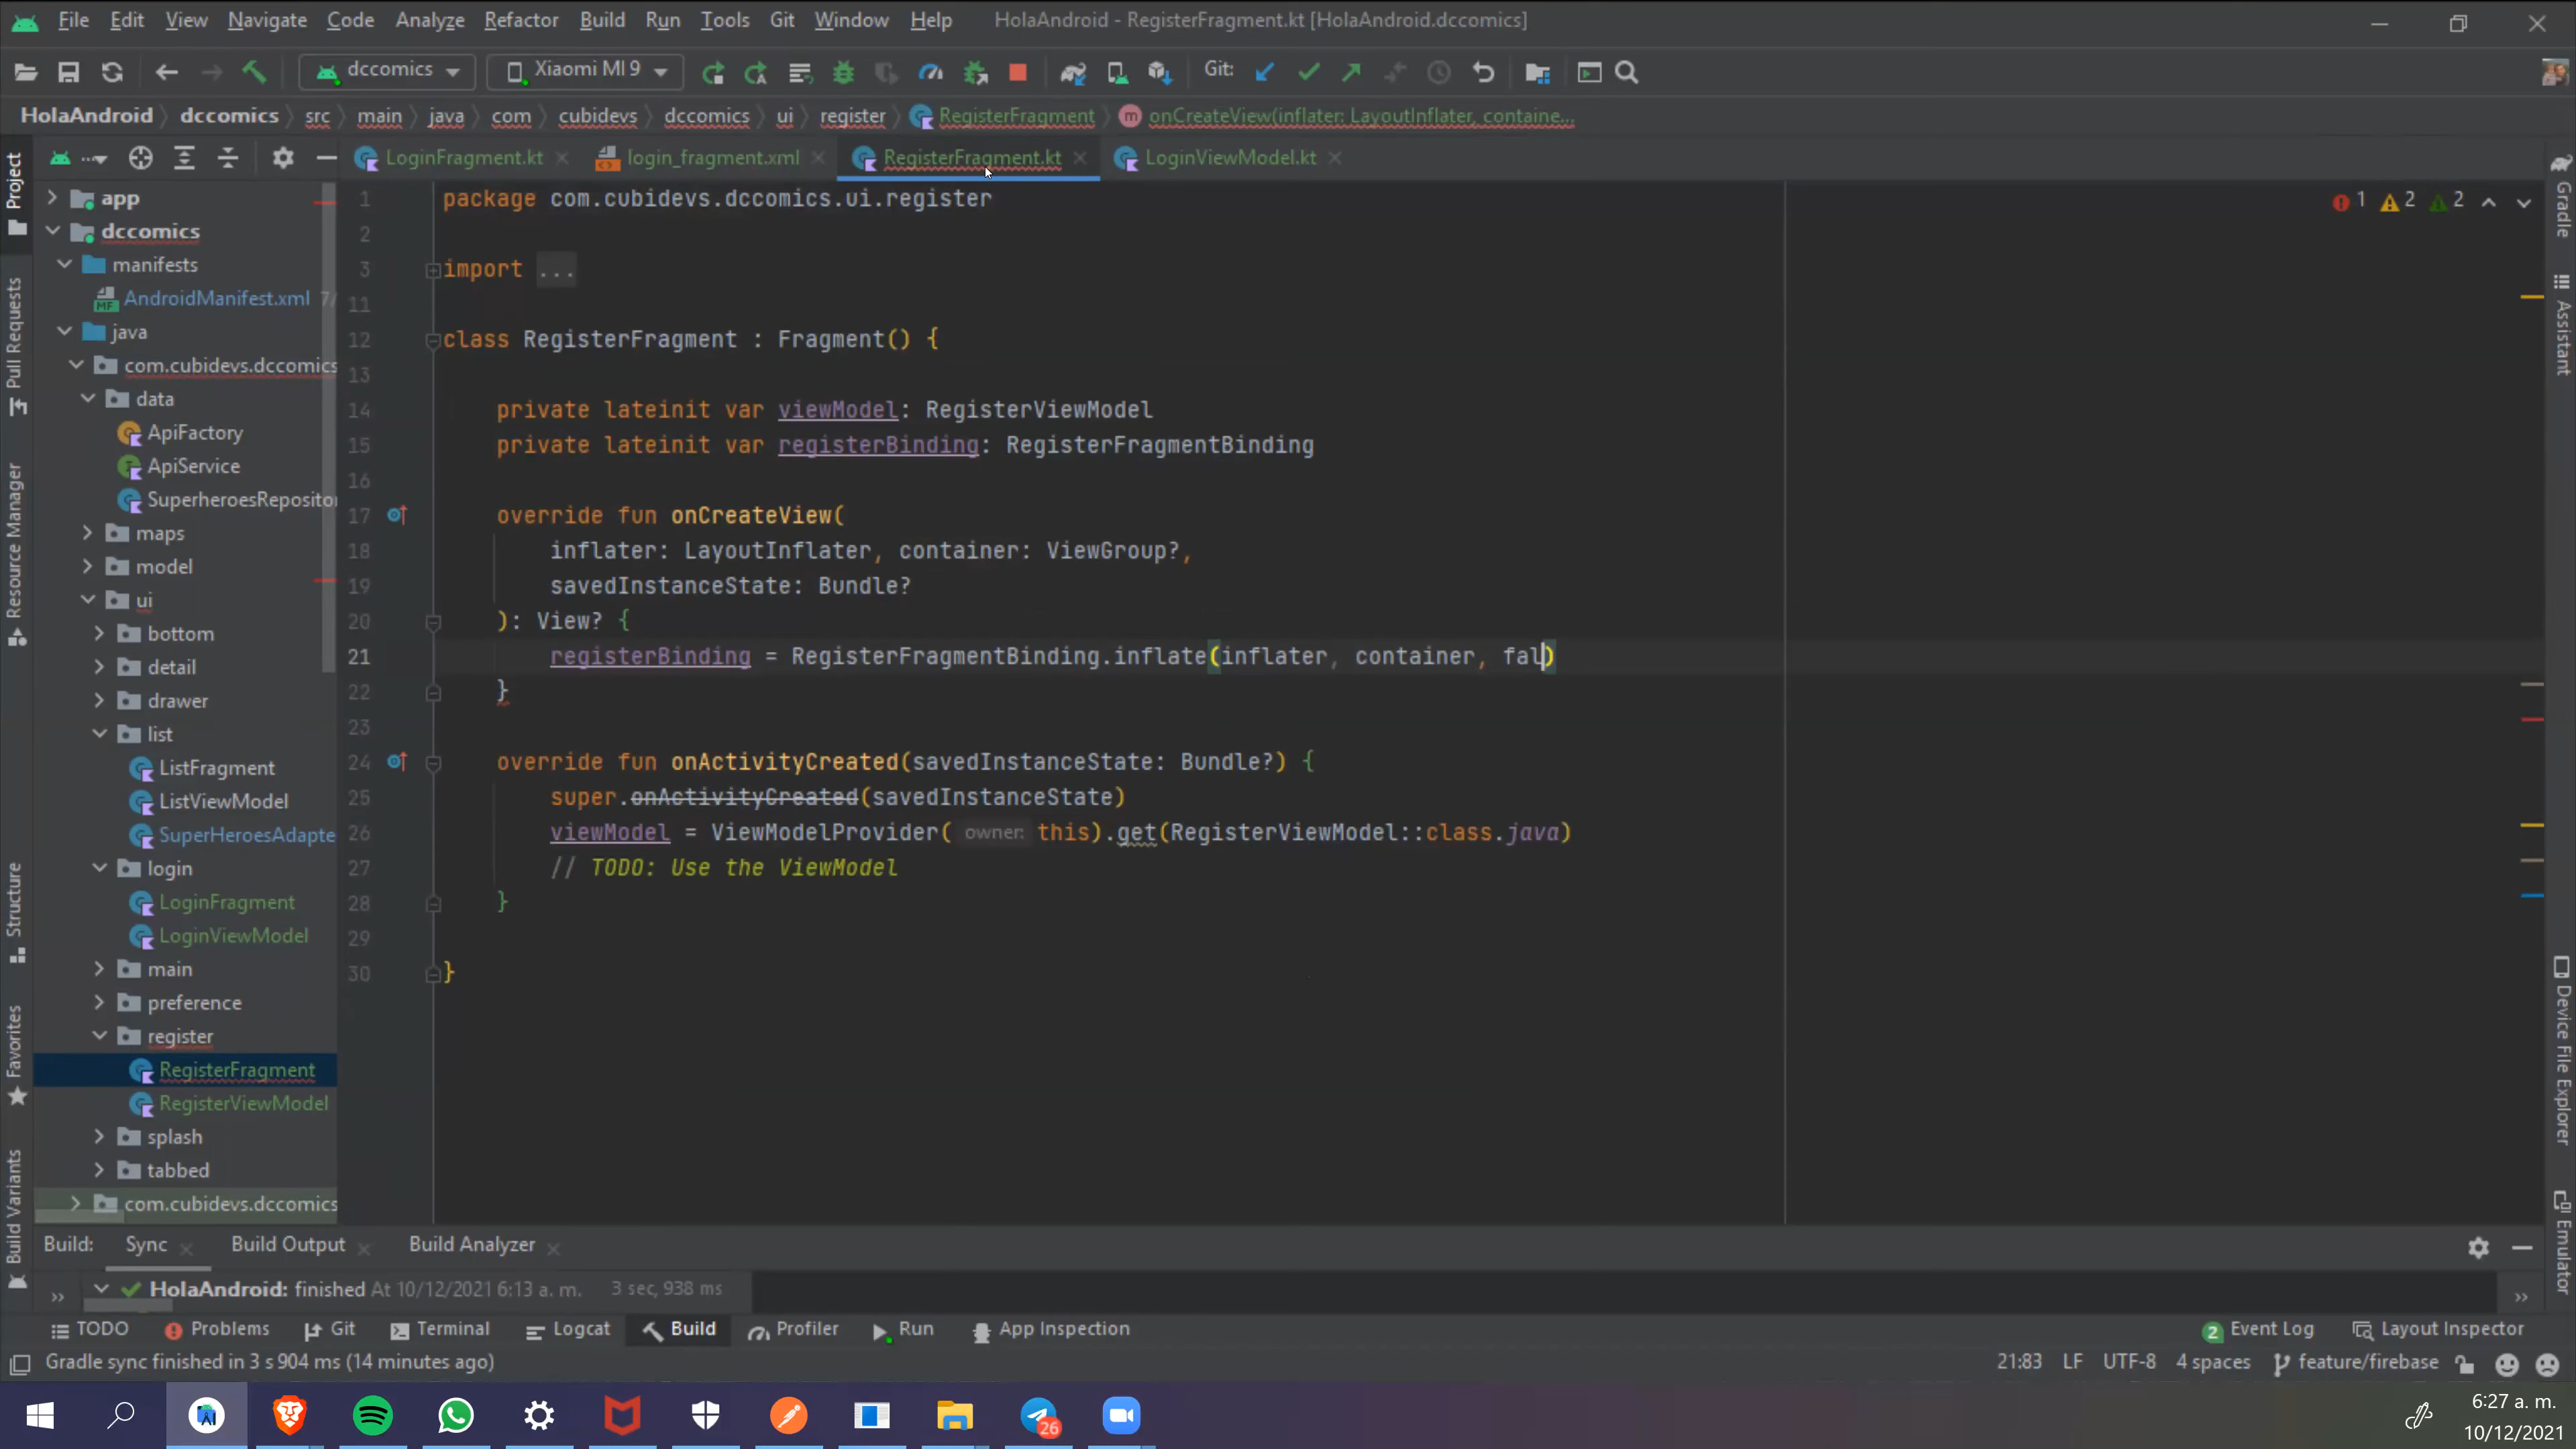 File Edit View Navigate Code Analyze Refactor Build Run Tools Git Window Help HolaAndroid - RegisterFragment.kt [HolaAndroid.dccomics]
dccomics Xiaomi MI 9 Git:
HolaAndroid dccomics src main java com cubidevs dccomics ui register RegisterFragment onCreateView(inflater: LayoutInflater, containe...
LoginFragment.kt login_fragment.xml RegisterFragment.kt LoginViewModel.kt
Project
Pull Requests
Resource Manager
Structure
Favorites
Build Variants
app
dccomics
manifests
AndroidManifest.xml 7/
java
com.cubidevs.dccomics
data
ApiFactory
ApiService
SuperheroesRepositor
maps
model
ui
bottom
detail
drawer
list
ListFragment
ListViewModel
SuperHeroesAdapte
login
LoginFragment
LoginViewModel
main
preference
register
RegisterFragment
RegisterViewModel
splash
tabbed
com.cubidevs.dccomics
1 package com.cubidevs.dccomics.ui.register
2
3 import ...
11
12 class RegisterFragment : Fragment() {
13
14 private lateinit var viewModel: RegisterViewModel
15 private lateinit var registerBinding: RegisterFragmentBinding
16
17 override fun onCreateView(
18 inflater: LayoutInflater, container: ViewGroup?,
19 savedInstanceState: Bundle?
20 ): View? {
21 registerBinding = RegisterFragmentBinding.inflate(inflater, container, fal)
22 }
23
24 override fun onActivityCreated(savedInstanceState: Bundle?) {
25 super.onActivityCreated(savedInstanceState)
26 viewModel = ViewModelProvider( owner: this).get(RegisterViewModel::class.java)
27 // TODO: Use the ViewModel
28 }
29
30 }
1 2 2
Gradle
Assistant
Device File Explorer
Emulator
Build: Sync Build Output Build Analyzer
HolaAndroid: finished At 10/12/2021 6:13 a. m. 3 sec, 938 ms
TODO Problems Git Terminal Logcat Build Profiler Run App Inspection 2 Event Log Layout Inspector
Gradle sync finished in 3 s 904 ms (14 minutes ago) 21:83 LF UTF-8 4 spaces feature/firebase
26
6:27 a. m.
10/12/2021